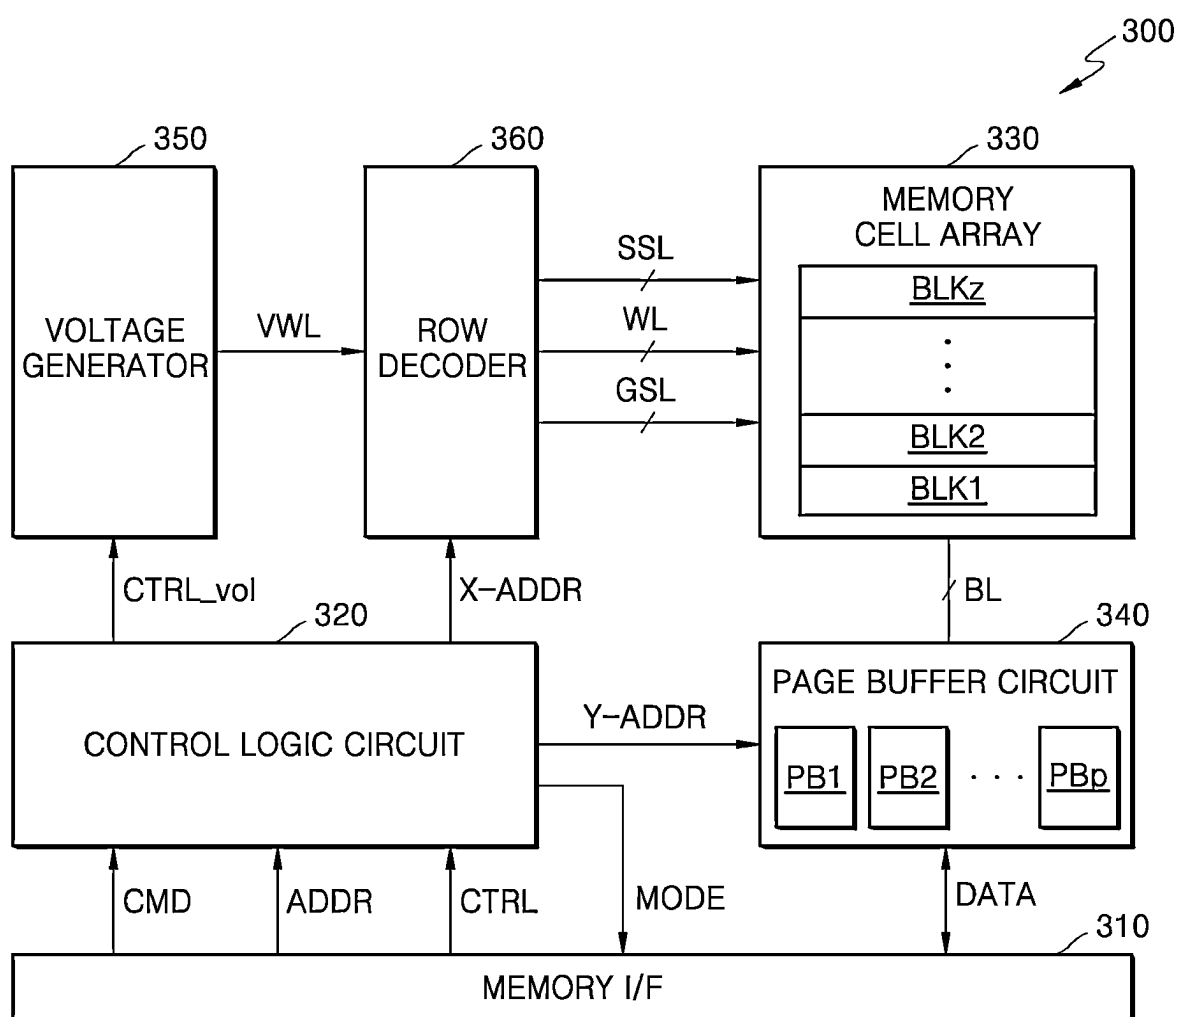 300
350
360
330
VOLTAGE
GENERATOR
VWL
ROW
DECODER
SSL
WL
GSL
MEMORY
CELL ARRAY
BLKz
BLK2
BLK1
CTRL_vol
X-ADDR
BL
320
340
CONTROL LOGIC CIRCUIT
Y-ADDR
PAGE BUFFER CIRCUIT
PB1 PB2 · · · PBp
CMD
ADDR
CTRL
MODE
DATA
310
MEMORY I/F